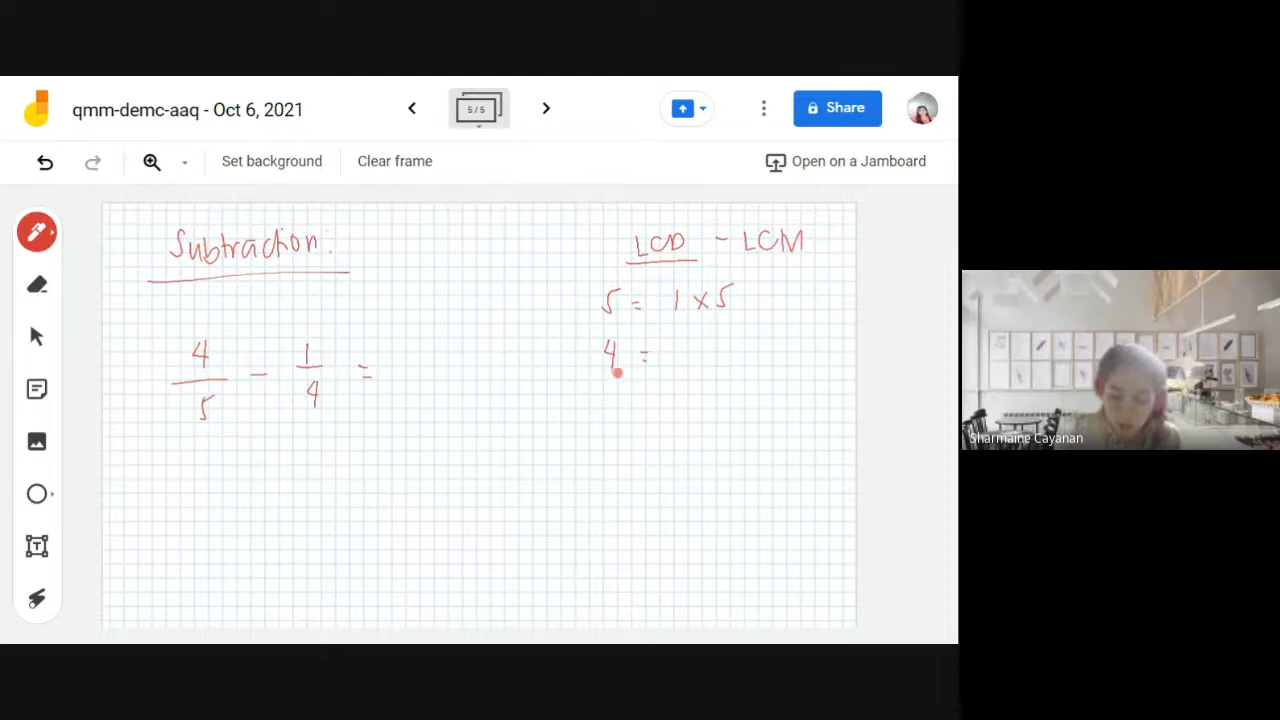 qmm-demc-aaq - Oct 6, 2021
5/5
Share
Set background
Clear frame
Open on a Jamboard
Subtraction:
LCD - LCM
5 = 1 x 5
4 =
4/5 - 1/4 =
Sharmaine Cayanan